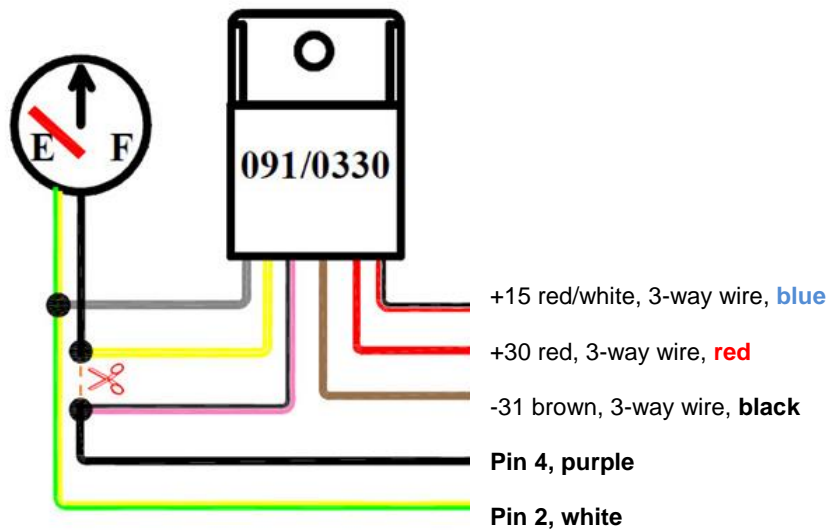 E F
091/0330
+15 red/white, 3-way wire, blue
+30 red, 3-way wire, red
-31 brown, 3-way wire, black
Pin 4, purple
Pin 2, white